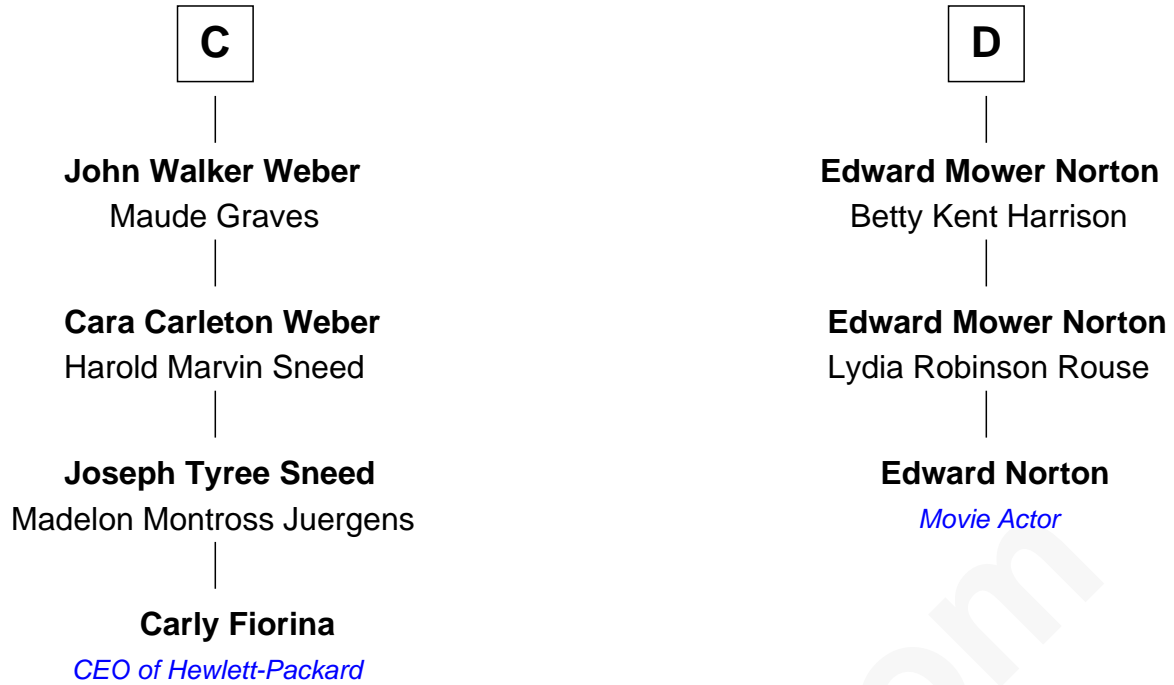 C
John Walker Weber
Maude Graves
Cara Carleton Weber
Harold Marvin Sneed
Joseph Tyree Sneed
Madelon Montross Juergens
Carly Fiorina
CEO of Hewlett-Packard
D
Edward Mower Norton
Betty Kent Harrison
Edward Mower Norton
Lydia Robinson Rouse
Edward Norton
Movie Actor
om